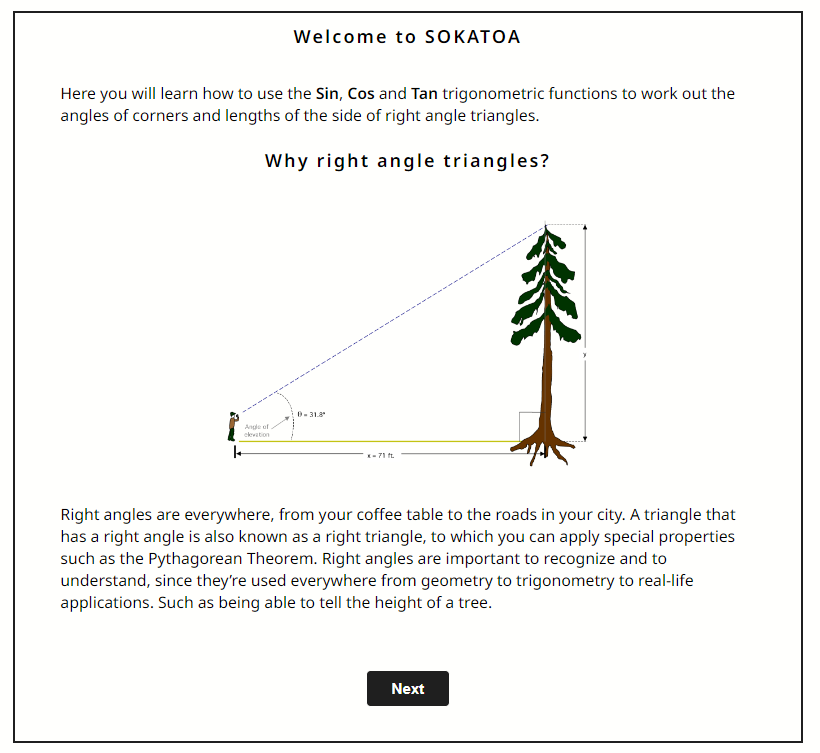 Welcome to SOKATOA
Here you will learn how to use the Sin, Cos and Tan trigonometric functions to work out the
angles of corners and lengths of the side of right angle triangles.
Why right angle triangles?
y
θ = 31.8°
Angle of
elevation
x = 71 ft.
Right angles are everywhere, from your coffee table to the roads in your city. A triangle that
has a right angle is also known as a right triangle, to which you can apply special properties
such as the Pythagorean Theorem. Right angles are important to recognize and to
understand, since they’re used everywhere from geometry to trigonometry to real-life
applications. Such as being able to tell the height of a tree.
Next